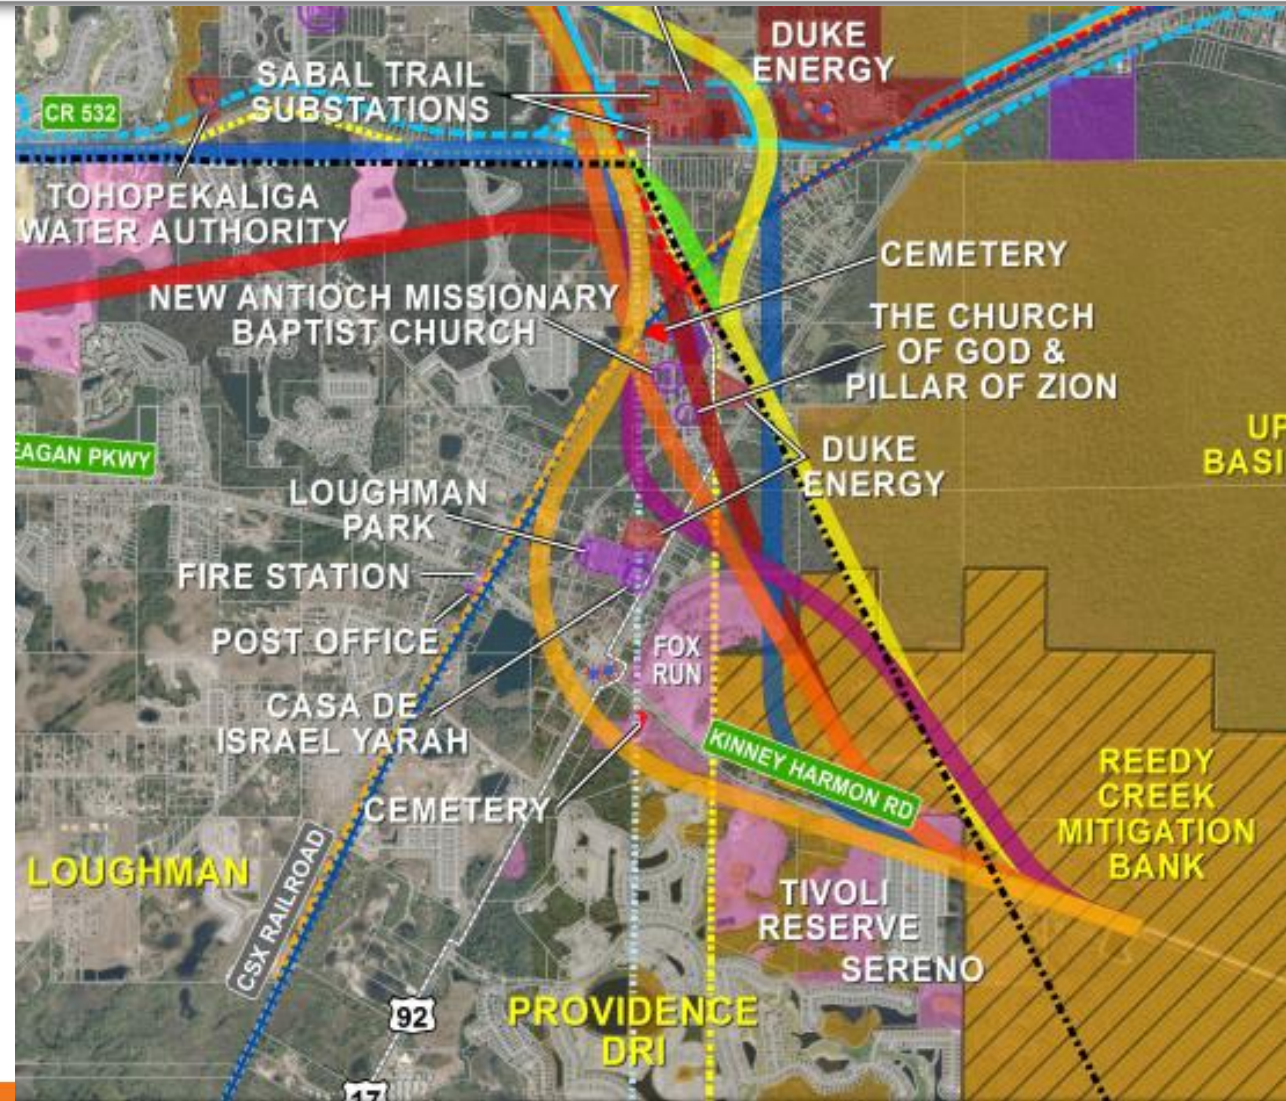 DUKE
ENERGY
SABAL TRAIL
SUBSTATIONS
CR 532
TOHOPEKALIGA
WATER AUTHORITY
CEMETERY
NEW ANTIOCH MISSIONARY
BAPTIST CHURCH
THE CHURCH
OF GOD &
PILLAR OF ZION
UP
BASI
EAGAN PKWY
DUKE
ENERGY
LOUGHMAN
PARK
FIRE STATION
POST OFFICE
FOX
RUN
CASA DE
ISRAEL YARAH
KINNEY HARMON RD
REEDY
CREEK
MITIGATION
BANK
CEMETERY
LOUGHMAN
CSX RAILROAD
TIVOLI
RESERVE
SERENO
92
PROVIDENCE
DRI
17